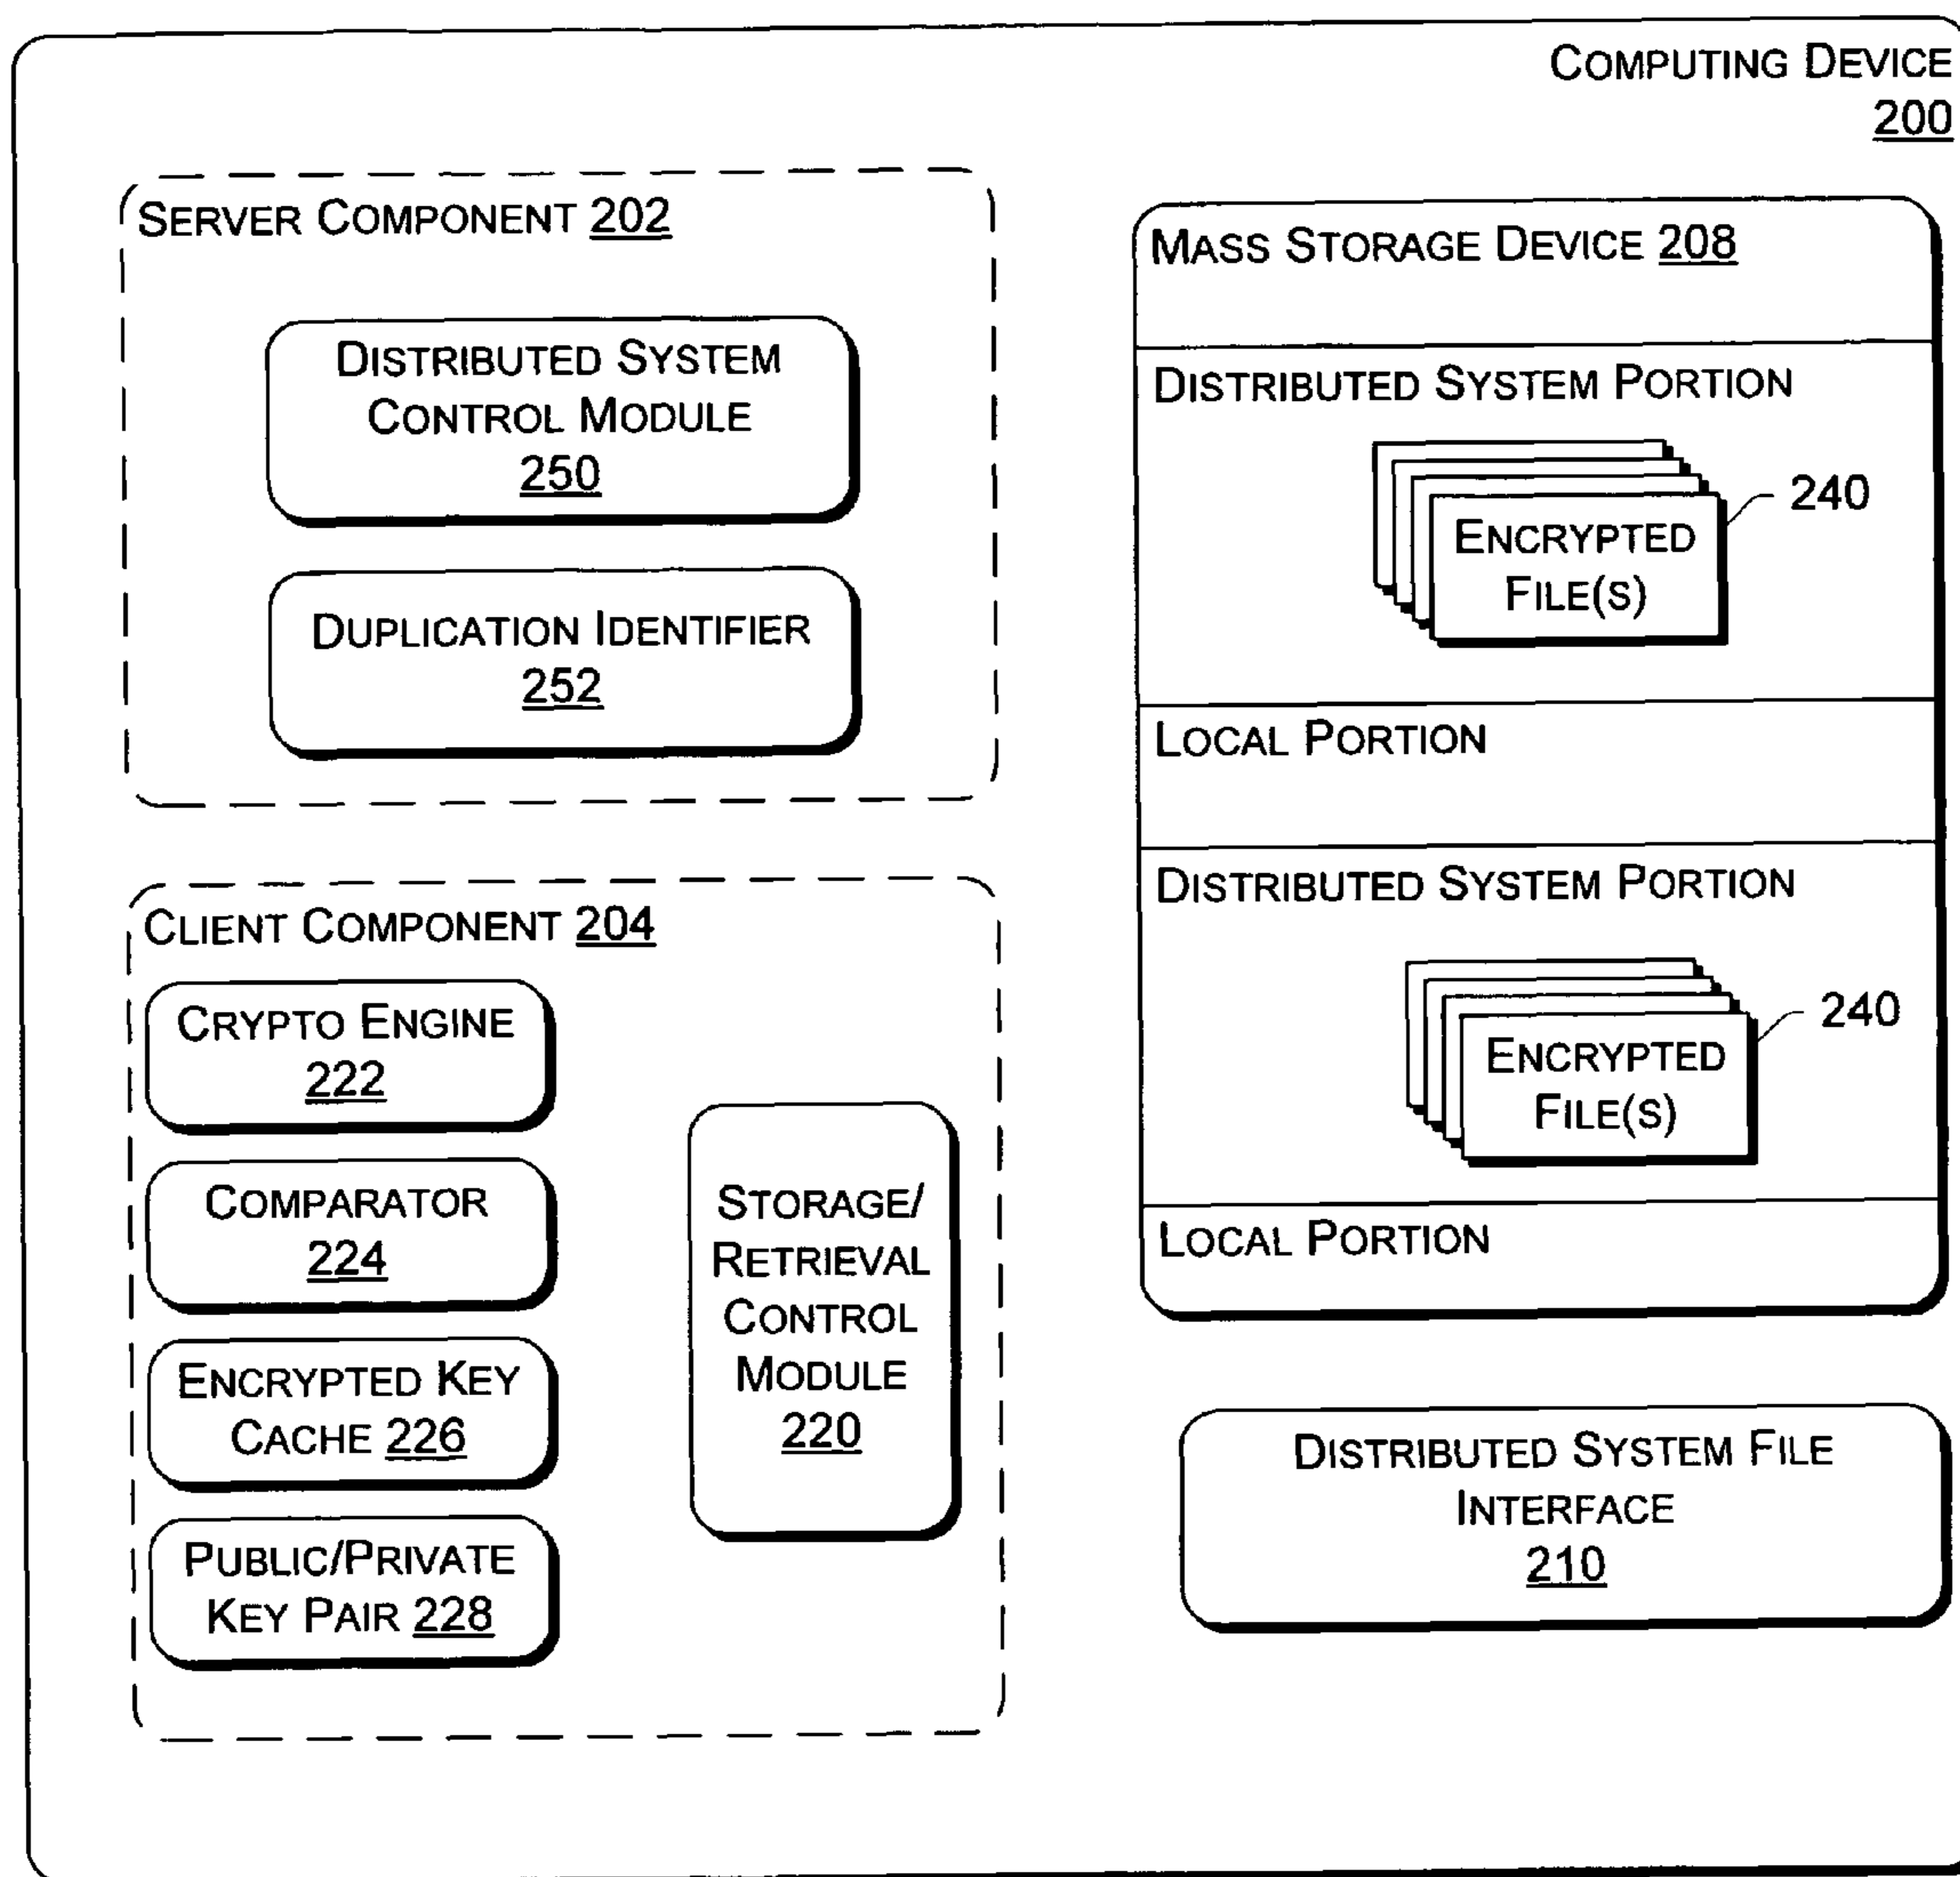 COMPUTING DEVICE
200
SERVER COMPONENT 202
DISTRIBUTED SYSTEM
CONTROL MODULE
250
DUPLICATION IDENTIFIER
252
CLIENT COMPONENT 204
CRYPTO ENGINE
222
COMPARATOR
224
ENCRYPTED KEY
CACHE 226
PUBLIC/PRIVATE
KEY PAIR 228
STORAGE/
RETRIEVAL
CONTROL
MODULE
220
MASS STORAGE DEVICE 208
DISTRIBUTED SYSTEM PORTION
240
ENCRYPTED
FILE(S)
LOCAL PORTION
DISTRIBUTED SYSTEM PORTION
240
ENCRYPTED
FILE(S)
LOCAL PORTION
DISTRIBUTED SYSTEM FILE
INTERFACE
210